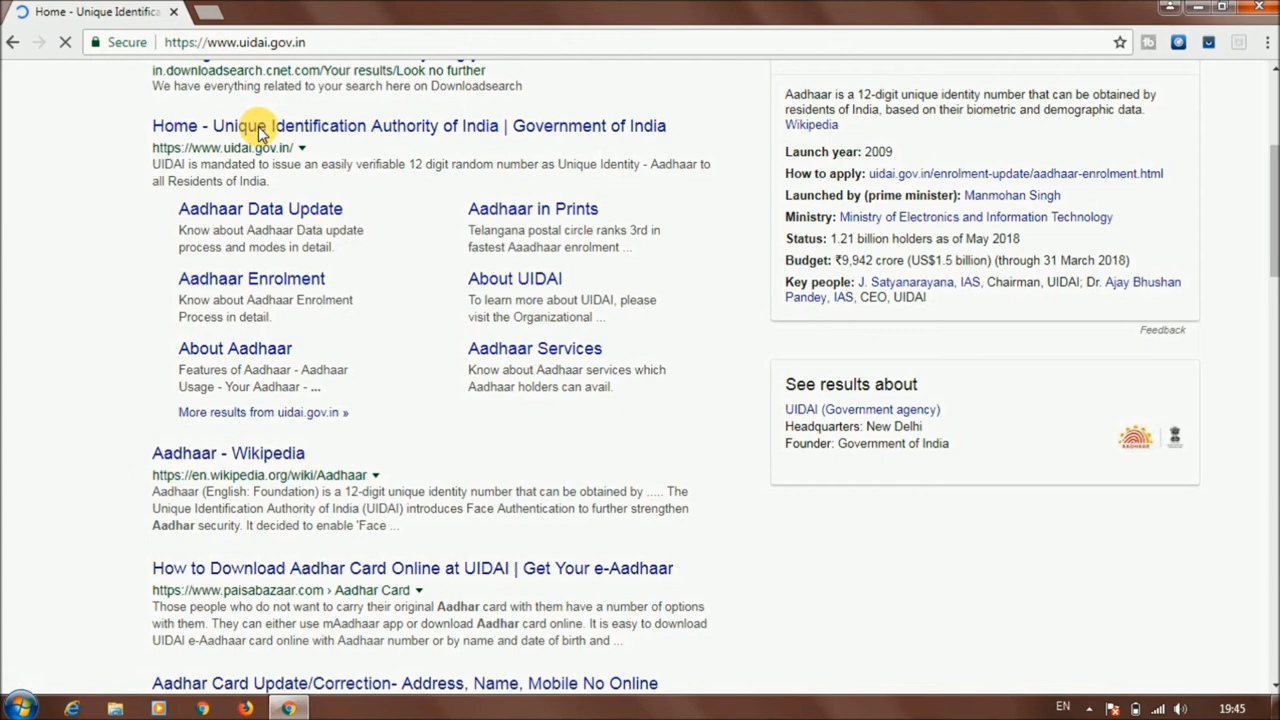 Home - Unique Identifica
Secure
https://www.uidai.gov.in
in.downloadsearch.cnet.com/Your results/Look no further
We have everything related to your search here on Downloadsearch
Home - Unique Identification Authority of India | Government of India
https://www.uidai.gov.in/
UIDAI is mandated to issue an easily verifiable 12 digit random number as Unique Identity - Aadhaar to
all Residents of India.
Aadhaar Data Update
Know about Aadhaar Data update
process and modes in detail.
Aadhaar in Prints
Telangana postal circle ranks 3rd in
fastest Aaadhaar enrolment ...
Aadhaar Enrolment
Know about Aadhaar Enrolment
Process in detail.
About UIDAI
To learn more about UIDAI, please
visit the Organizational ...
About Aadhaar
Features of Aadhaar - Aadhaar
Usage - Your Aadhaar - ...
Aadhaar Services
Know about Aadhaar services which
Aadhaar holders can avail.
More results from uidai.gov.in »
Aadhaar - Wikipedia
https://en.wikipedia.org/wiki/Aadhaar
Aadhaar (English: Foundation) is a 12-digit unique identity number that can be obtained by ..... The
Unique Identification Authority of India (UIDAI) introduces Face Authentication to further strengthen
Aadhar security. It decided to enable 'Face ...
How to Download Aadhar Card Online at UIDAI | Get Your e-Aadhaar
https://www.paisabazaar.com › Aadhar Card
Those people who do not want to carry their original Aadhar card with them have a number of options
with them. They can either use mAadhaar app or download Aadhar card online. It is easy to download
UIDAI e-Aadhaar card online with Aadhaar number or by name and date of birth and ...
Aadhar Card Update/Correction- Address, Name, Mobile No Online
Aadhaar is a 12-digit unique identity number that can be obtained by
residents of India, based on their biometric and demographic data.
Wikipedia
Launch year: 2009
How to apply: uidai.gov.in/enrolment-update/aadhaar-enrolment.html
Launched by (prime minister): Manmohan Singh
Ministry: Ministry of Electronics and Information Technology
Status: 1.21 billion holders as of May 2018
Budget: ₹9,942 crore (US$1.5 billion) (through 31 March 2018)
Key people: J. Satyanarayana, IAS, Chairman, UIDAI; Dr. Ajay Bhushan
Pandey, IAS, CEO, UIDAI
Feedback
See results about
UIDAI (Government agency)
Headquarters: New Delhi
Founder: Government of India
AADHAAR
EN
19:45